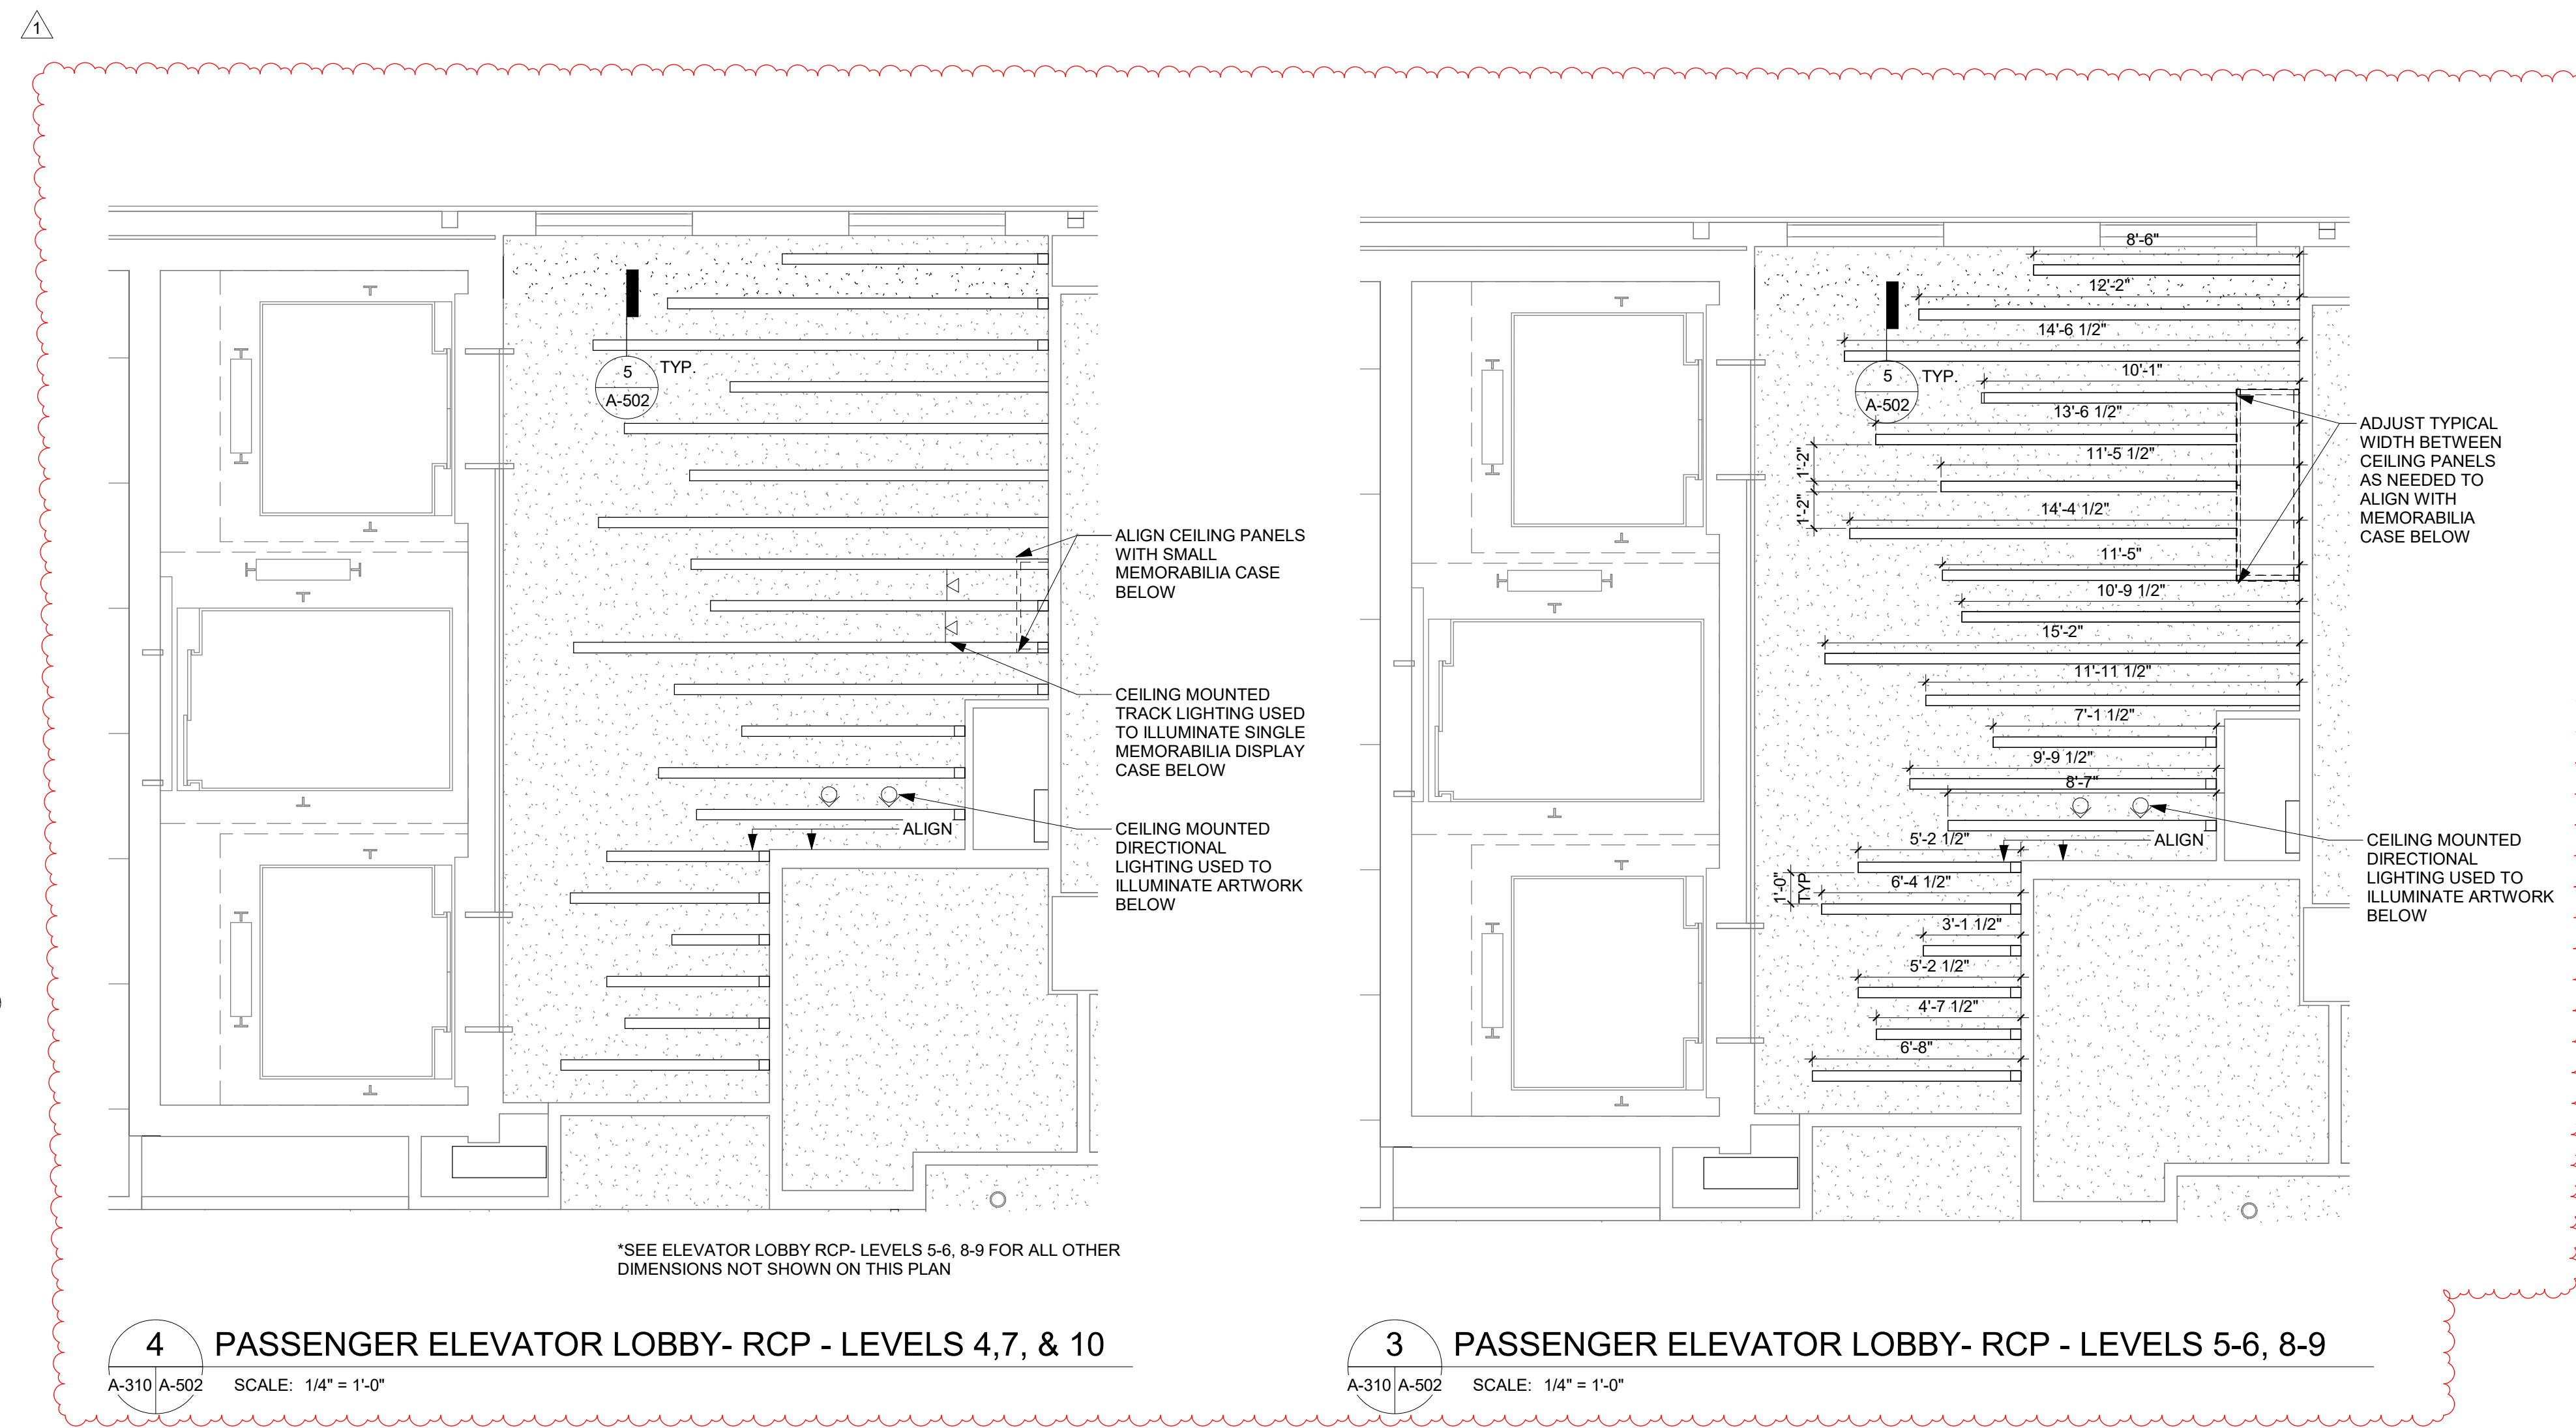 1
5
TYP.
A-502
ALIGN CEILING PANELS
WITH SMALL
MEMORABILIA CASE
BELOW
CEILING MOUNTED
TRACK LIGHTING USED
TO ILLUMINATE SINGLE
MEMORABILIA DISPLAY
CASE BELOW
ALIGN
CEILING MOUNTED
DIRECTIONAL
LIGHTING USED TO
ILLUMINATE ARTWORK
BELOW
*SEE ELEVATOR LOBBY RCP- LEVELS 5-6, 8-9 FOR ALL OTHER
DIMENSIONS NOT SHOWN ON THIS PLAN
4
PASSENGER ELEVATOR LOBBY- RCP - LEVELS 4,7, & 10
A-310 A-502
SCALE: 1/4" = 1'-0"
8'-6"
12'-2"
14'-6 1/2"
5
TYP.
A-502
10'-1"
13'-6 1/2"
1'-2"
11'-5 1/2"
1'-2"
14'-4 1/2"
11'-5"
10'-9 1/2"
15'-2"
11'-11 1/2"
7'-1 1/2"
9'-9 1/2"
8'-7"
5'-2 1/2"
ALIGN
1'-0"
TYP
6'-4 1/2"
3'-1 1/2"
5'-2 1/2"
4'-7 1/2"
6'-8"
ADJUST TYPICAL
WIDTH BETWEEN
CEILING PANELS
AS NEEDED TO
ALIGN WITH
MEMORABILIA
CASE BELOW
CEILING MOUNTED
DIRECTIONAL
LIGHTING USED TO
ILLUMINATE ARTWORK
BELOW
3
PASSENGER ELEVATOR LOBBY- RCP - LEVELS 5-6, 8-9
A-310 A-502
SCALE: 1/4" = 1'-0"